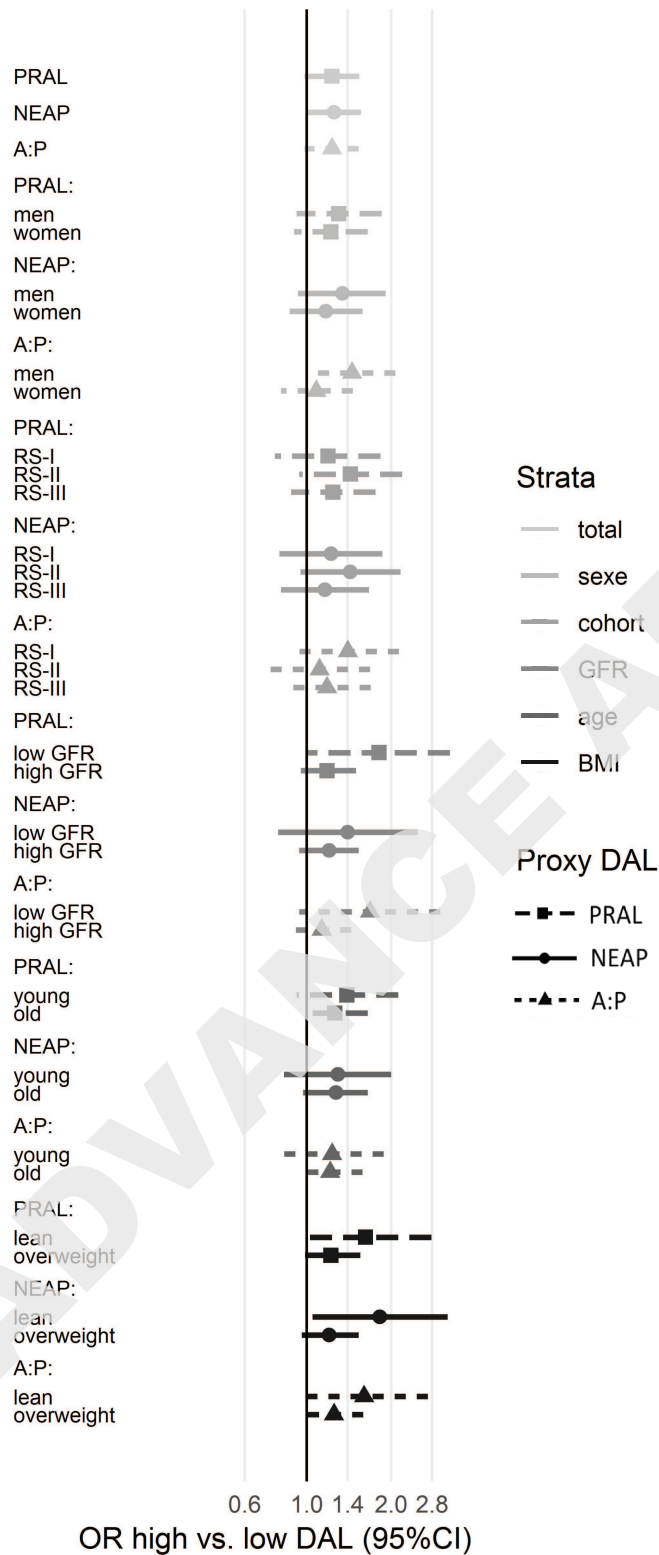 PRAL
NEAP
A:P
PRAL:
men
women
NEAP:
men
women
A:P:
men
women
PRAL:
RS-I
RS-II
RS-III
NEAP:
RS-I
RS-II
RS-III
A:P:
RS-I
RS-II
RS-III
PRAL:
low GFR
high GFR
NEAP:
low GFR
high GFR
A:P:
low GFR
high GFR
PRAL:
young
old
NEAP:
young
old
A:P:
young
old
PRAL:
lean
overweight
NEAP:
lean
overweight
A:P:
lean
overweight
0.6 1.0 1.4 2.0 2.8
OR high vs. low DAL (95%CI)
Strata
total
sexe
cohort
GFR
age
BMI
Proxy DAL
PRAL
NEAP
A:P
ADVANCE